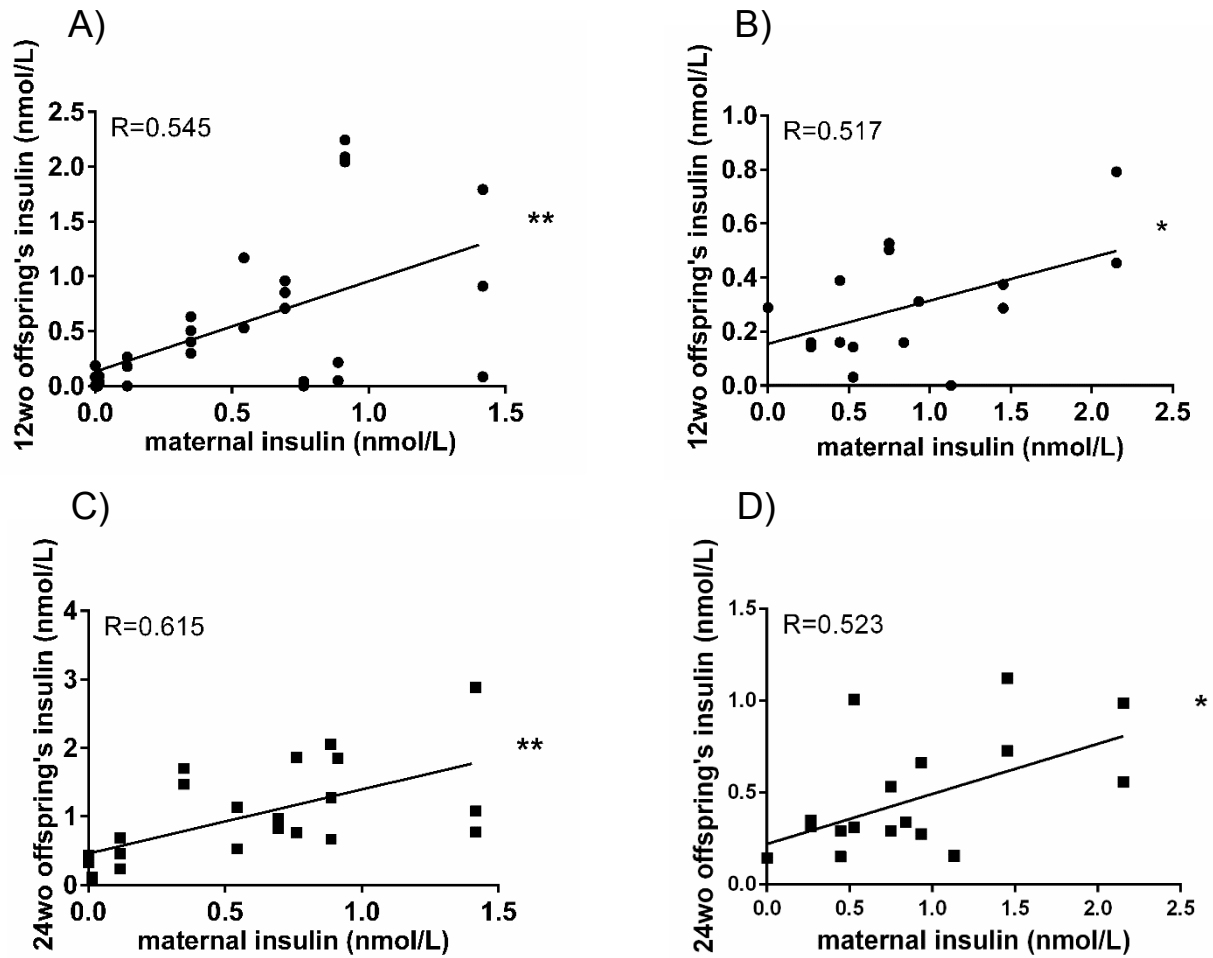 A)
12wo offspring's insulin (nmol/L)
2.5
2.0
1.5
1.0
0.5
0.0
R=0.545
**
0.0 0.5 1.0 1.5
maternal insulin (nmol/L)
B)
12wo offspring's insulin (nmol/L)
1.0
0.8
0.6
0.4
0.2
0.0
R=0.517
*
0.0 0.5 1.0 1.5 2.0 2.5
maternal insulin (nmol/L)
C)
24wo offspring's insulin (nmol/L)
4
3
2
1
0
R=0.615
**
0.0 0.5 1.0 1.5
maternal insulin (nmol/L)
D)
24wo offspring's insulin (nmol/L)
1.5
1.0
0.5
0.0
R=0.523
*
0.0 0.5 1.0 1.5 2.0 2.5
maternal insulin (nmol/L)